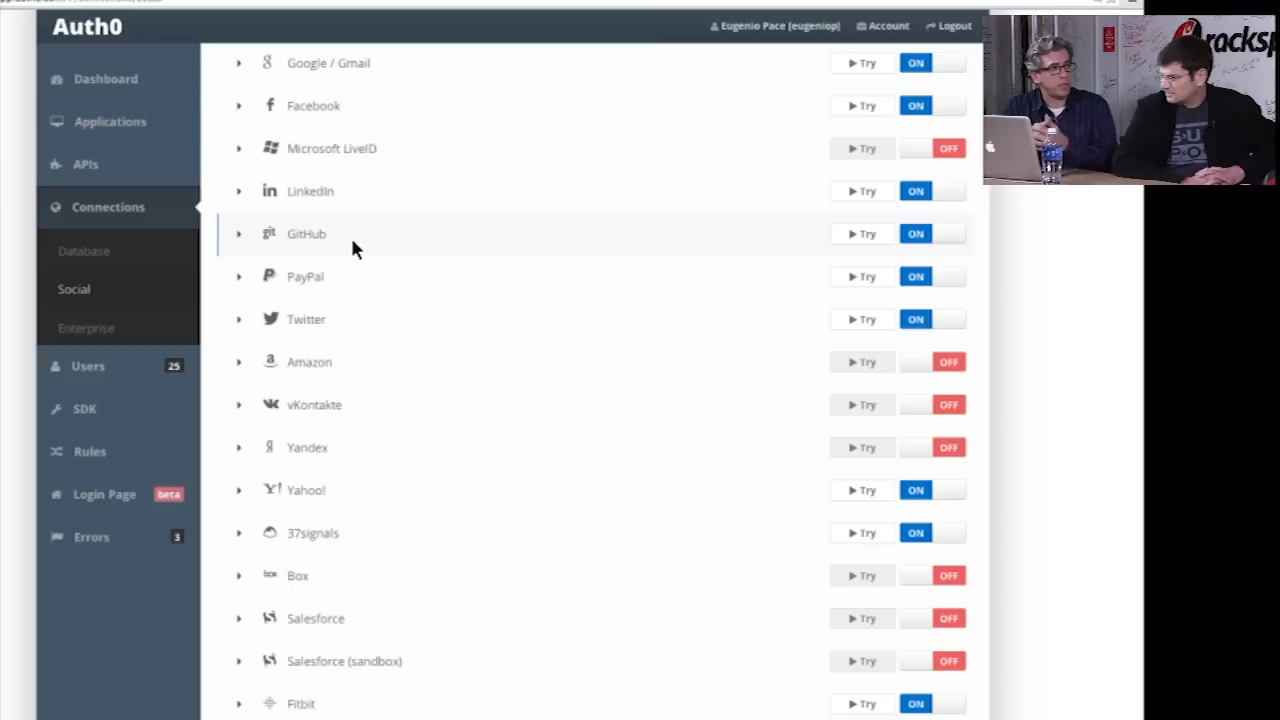 Auth0
Eugenio Pace [eugeniop] Account Logout
Dashboard
Applications
APIs
Connections
Database
Social
Enterprise
Users 25
SDK
Rules
Login Page beta
Errors 3
Google / Gmail Try ON
f Facebook Try ON
Microsoft LiveID Try OFF
in LinkedIn Try ON
git GitHub Try ON
PayPal Try ON
Twitter Try ON
a Amazon Try OFF
vKontakte Try OFF
Я Yandex Try OFF
Y! Yahoo! Try ON
37signals Try ON
box Box Try OFF
Salesforce Try OFF
Salesforce (sandbox) Try OFF
Fitbit Try ON